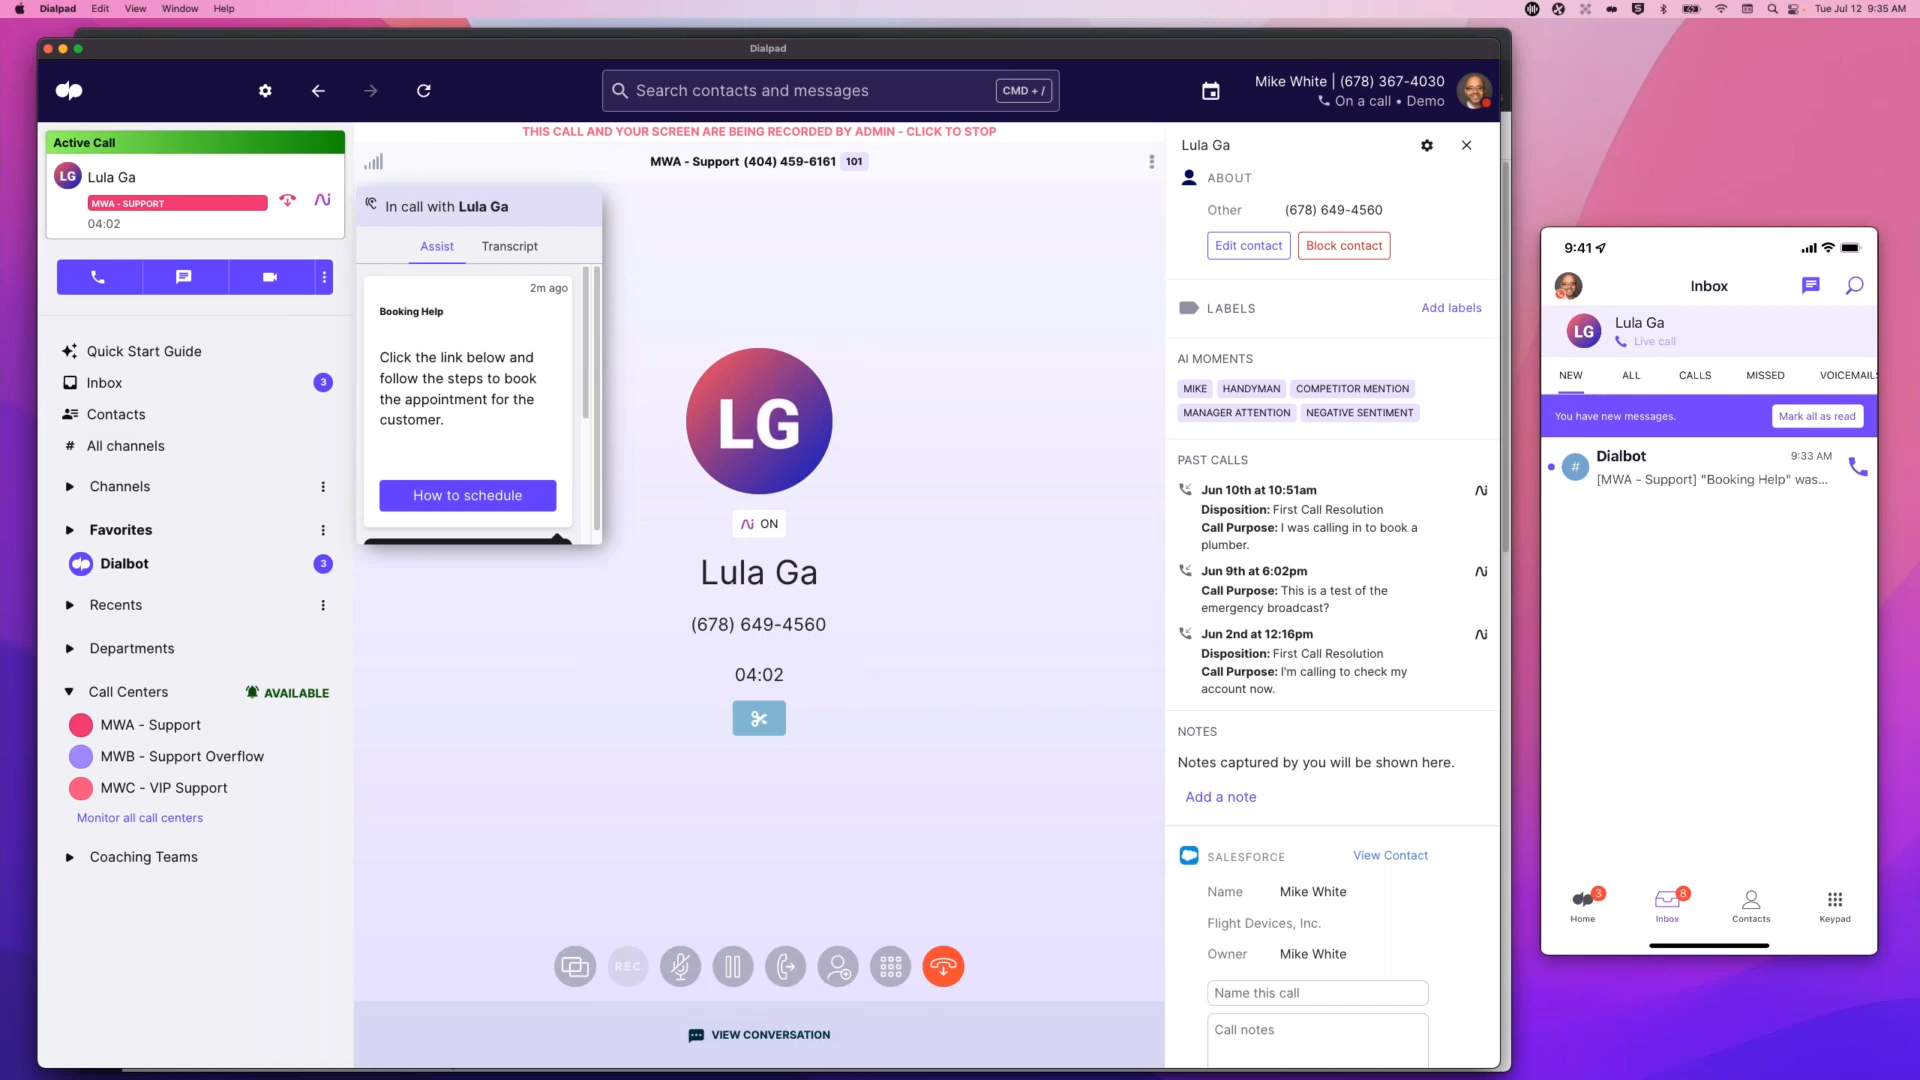 Dialpad Edit View Window Help
Tue Jul 12 9:35 AM
Dialpad
Search contacts and messages
CMD + /
Mike White | (678) 367-4030
On a call • Demo
Active Call
LG
Lula Ga
MWA - SUPPORT
04:02
Quick Start Guide
Inbox
3
Contacts
# All channels
Channels
Favorites
Dialbot
3
Recents
Departments
Call Centers
AVAILABLE
MWA - Support
MWB - Support Overflow
MWC - VIP Support
Monitor all call centers
Coaching Teams
THIS CALL AND YOUR SCREEN ARE BEING RECORDED BY ADMIN - CLICK TO STOP
MWA - Support (404) 459-6161 101
In call with Lula Ga
Assist
Transcript
2m ago
Booking Help
Click the link below and
follow the steps to book
the appointment for the
customer.
How to schedule
LG
ON
Lula Ga
(678) 649-4560
04:02
REC
VIEW CONVERSATION
Lula Ga
ABOUT
Other (678) 649-4560
Edit contact
Block contact
LABELS
Add labels
AI MOMENTS
MIKE HANDYMAN COMPETITOR MENTION
MANAGER ATTENTION NEGATIVE SENTIMENT
PAST CALLS
Jun 10th at 10:51am
Disposition: First Call Resolution
Call Purpose: I was calling in to book a
plumber.
Jun 9th at 6:02pm
Call Purpose: This is a test of the
emergency broadcast?
Jun 2nd at 12:16pm
Disposition: First Call Resolution
Call Purpose: I'm calling to check my
account now.
NOTES
Notes captured by you will be shown here.
Add a note
SALESFORCE
View Contact
Name Mike White
Flight Devices, Inc.
Owner Mike White
Name this call
Call notes
9:41
Inbox
LG
Lula Ga
Live call
NEW ALL CALLS MISSED VOICEMAILS
You have new messages.
Mark all as read
#
Dialbot
9:33 AM
[MWA - Support] "Booking Help" was...
3
8
Home Inbox Contacts Keypad